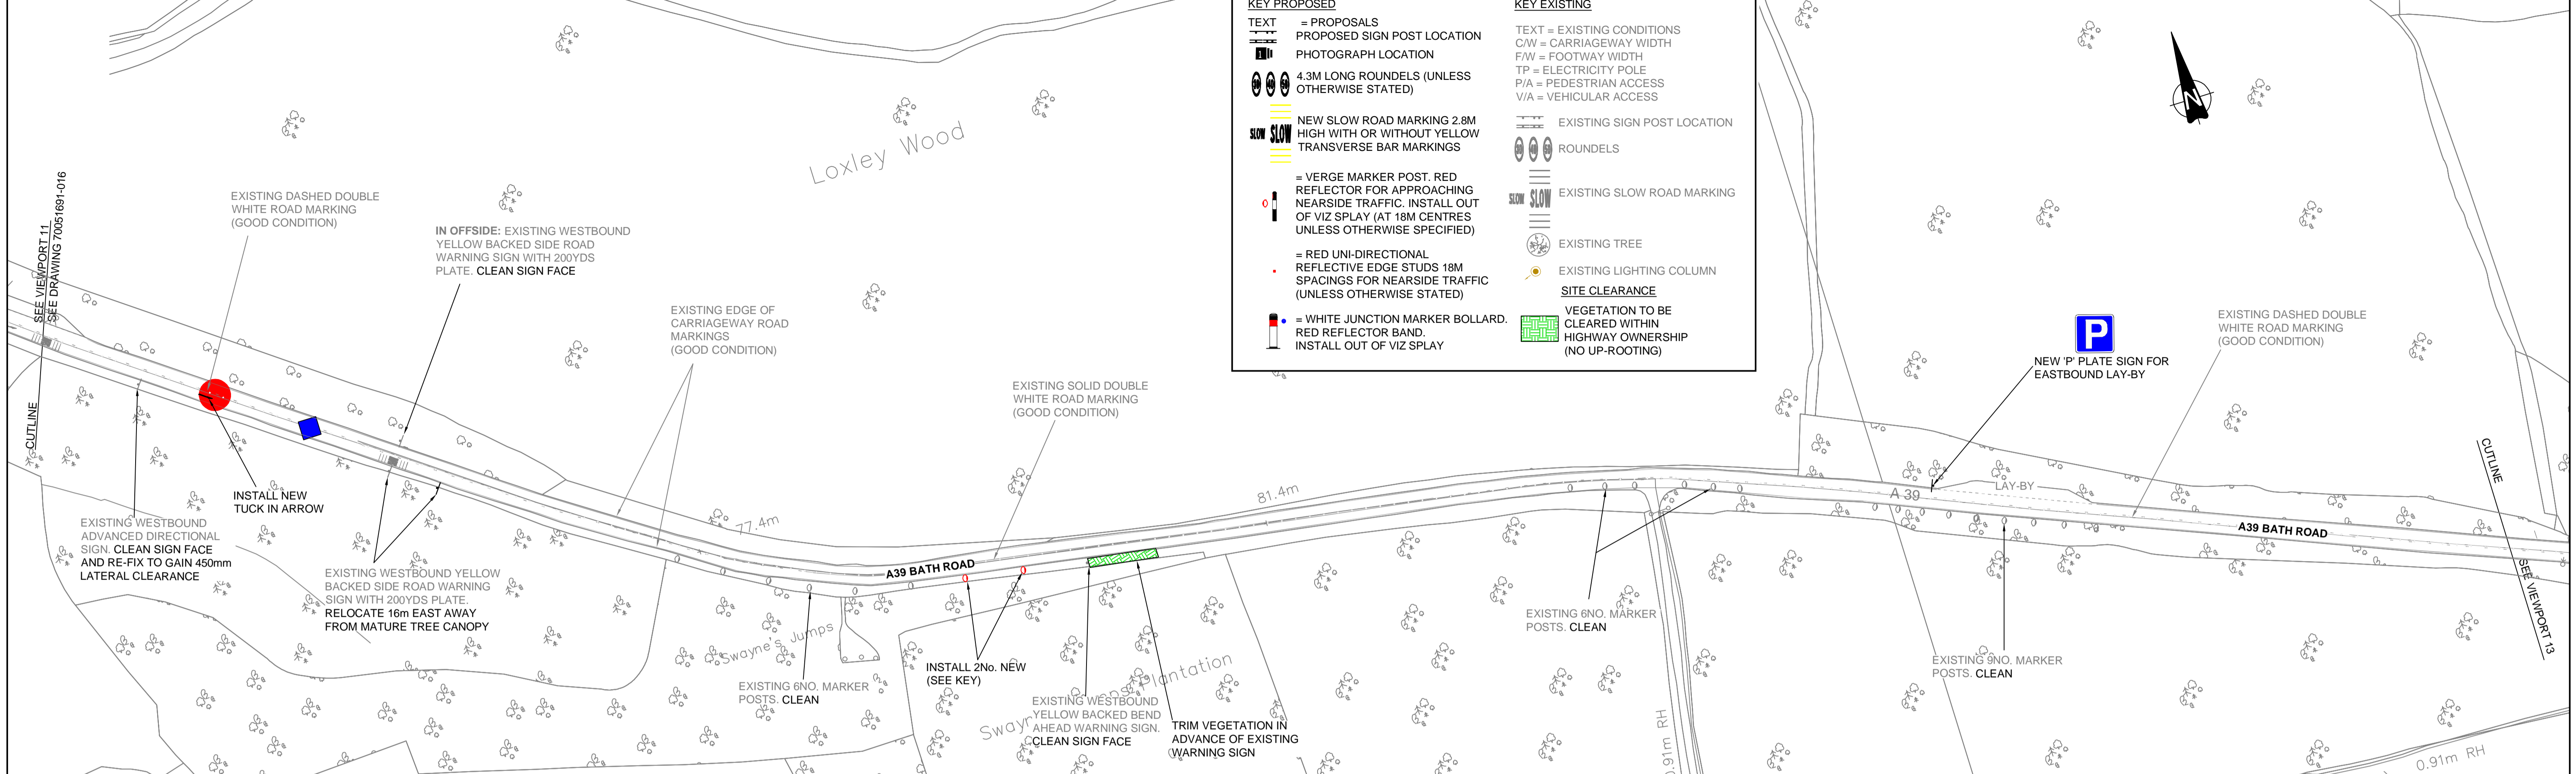 KEY PROPOSED
TEXT = PROPOSALS
PROPOSED SIGN POST LOCATION
PHOTOGRAPH LOCATION
30 40 50
4.3M LONG ROUNDELS (UNLESS
OTHERWISE STATED)
SLOW SLOW
NEW SLOW ROAD MARKING 2.8M
HIGH WITH OR WITHOUT YELLOW
TRANSVERSE BAR MARKINGS
= VERGE MARKER POST. RED
REFLECTOR FOR APPROACHING
NEARSIDE TRAFFIC. INSTALL OUT
OF VIZ SPLAY (AT 18M CENTRES
UNLESS OTHERWISE SPECIFIED)
= RED UNI-DIRECTIONAL
REFLECTIVE EDGE STUDS 18M
SPACINGS FOR NEARSIDE TRAFFIC
(UNLESS OTHERWISE STATED)
= WHITE JUNCTION MARKER BOLLARD.
RED REFLECTOR BAND.
INSTALL OUT OF VIZ SPLAY
KEY EXISTING
TEXT = EXISTING CONDITIONS
C/W = CARRIAGEWAY WIDTH
F/W = FOOTWAY WIDTH
TP = ELECTRICITY POLE
P/A = PEDESTRIAN ACCESS
V/A = VEHICULAR ACCESS
EXISTING SIGN POST LOCATION
30 40 50
ROUNDELS
SLOW SLOW
EXISTING SLOW ROAD MARKING
EXISTING TREE
EXISTING LIGHTING COLUMN
SITE CLEARANCE
VEGETATION TO BE
CLEARED WITHIN
HIGHWAY OWNERSHIP
(NO UP-ROOTING)
N
Loxley Wood
SEE VIEWPORT 11
SEE DRAWING 70051691-016
CUTLINE
EXISTING DASHED DOUBLE
WHITE ROAD MARKING
(GOOD CONDITION)
IN OFFSIDE: EXISTING WESTBOUND
YELLOW BACKED SIDE ROAD
WARNING SIGN WITH 200YDS
PLATE. CLEAN SIGN FACE
EXISTING EDGE OF
CARRIAGEWAY ROAD
MARKINGS
(GOOD CONDITION)
EXISTING SOLID DOUBLE
WHITE ROAD MARKING
(GOOD CONDITION)
P
NEW 'P' PLATE SIGN FOR
EASTBOUND LAY-BY
EXISTING DASHED DOUBLE
WHITE ROAD MARKING
(GOOD CONDITION)
INSTALL NEW
TUCK IN ARROW
EXISTING WESTBOUND
ADVANCED DIRECTIONAL
SIGN. CLEAN SIGN FACE
AND RE-FIX TO GAIN 450mm
LATERAL CLEARANCE
EXISTING WESTBOUND YELLOW
BACKED SIDE ROAD WARNING
SIGN WITH 200YDS PLATE.
RELOCATE 16m EAST AWAY
FROM MATURE TREE CANOPY
77.4m
81.4m
A39 BATH ROAD
A 39
LAY-BY
A39 BATH ROAD
CUTLINE
SEE VIEWPORT 13
Swayne's Jumps
EXISTING 6NO. MARKER
POSTS. CLEAN
INSTALL 2No. NEW
(SEE KEY)
Plantation
EXISTING WESTBOUND
YELLOW BACKED BEND
AHEAD WARNING SIGN.
CLEAN SIGN FACE
TRIM VEGETATION IN
ADVANCE OF EXISTING
WARNING SIGN
EXISTING 6NO. MARKER
POSTS. CLEAN
EXISTING 9NO. MARKER
POSTS. CLEAN
0.91m RH
0.91m RH